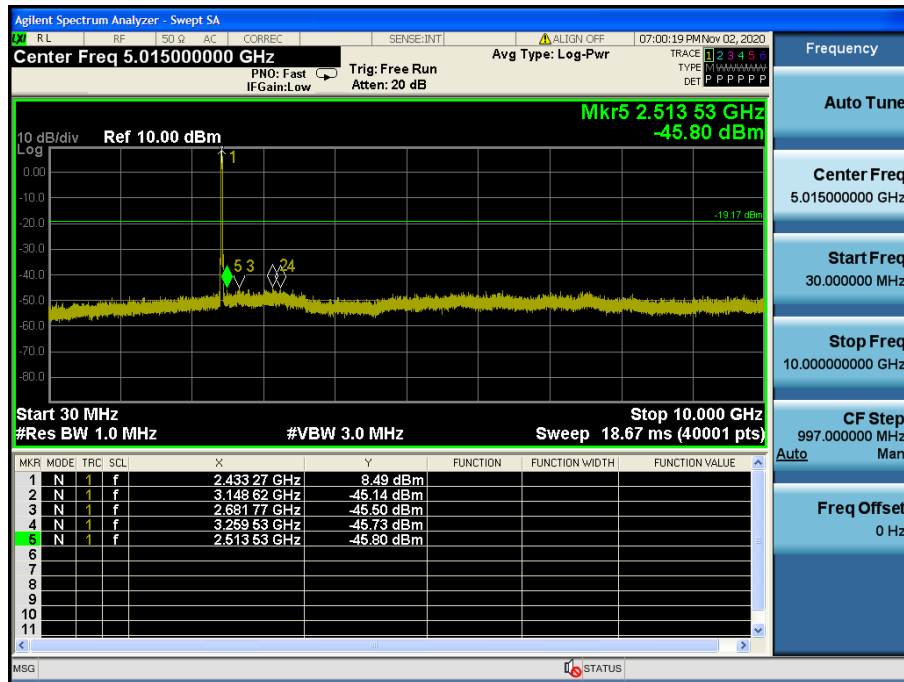 Agilent Spectrum Analyzer - Swept SA
LXI RL RF 50 Ω AC CORREC SENSE:INT ALIGN OFF 07:00:19 PM Nov 02, 2020
Center Freq 5.015000000 GHz
PNO: Fast
IFGain:Low
Trig: Free Run
Atten: 20 dB
Avg Type: Log-Pwr
TRACE 1 2 3 4 5 6
TYPE M W W W W W
DET P P P P P P
Mkr5 2.513 53 GHz
-45.80 dBm
10 dB/div Ref 10.00 dBm
Log
0.00
-10.0
-20.0
-30.0
-40.0
-50.0
-60.0
-70.0
-80.0
1
5 3 2 4
-19.17 dBm
Start 30 MHz Stop 10.000 GHz
#Res BW 1.0 MHz #VBW 3.0 MHz Sweep 18.67 ms (40001 pts)
MKR MODE TRC SCL X Y FUNCTION FUNCTION WIDTH FUNCTION VALUE
1 N 1 f 2.433 27 GHz 8.49 dBm
2 N 1 f 3.148 62 GHz -45.14 dBm
3 N 1 f 2.681 77 GHz -45.50 dBm
4 N 1 f 3.259 53 GHz -45.73 dBm
5 N 1 f 2.513 53 GHz -45.80 dBm
6
7
8
9
10
11
MSG STATUS
Frequency
Auto Tune
Center Freq
5.015000000 GHz
Start Freq
30.000000 MHz
Stop Freq
10.000000000 GHz
CF Step
997.000000 MHz
Auto Man
Freq Offset
0 Hz